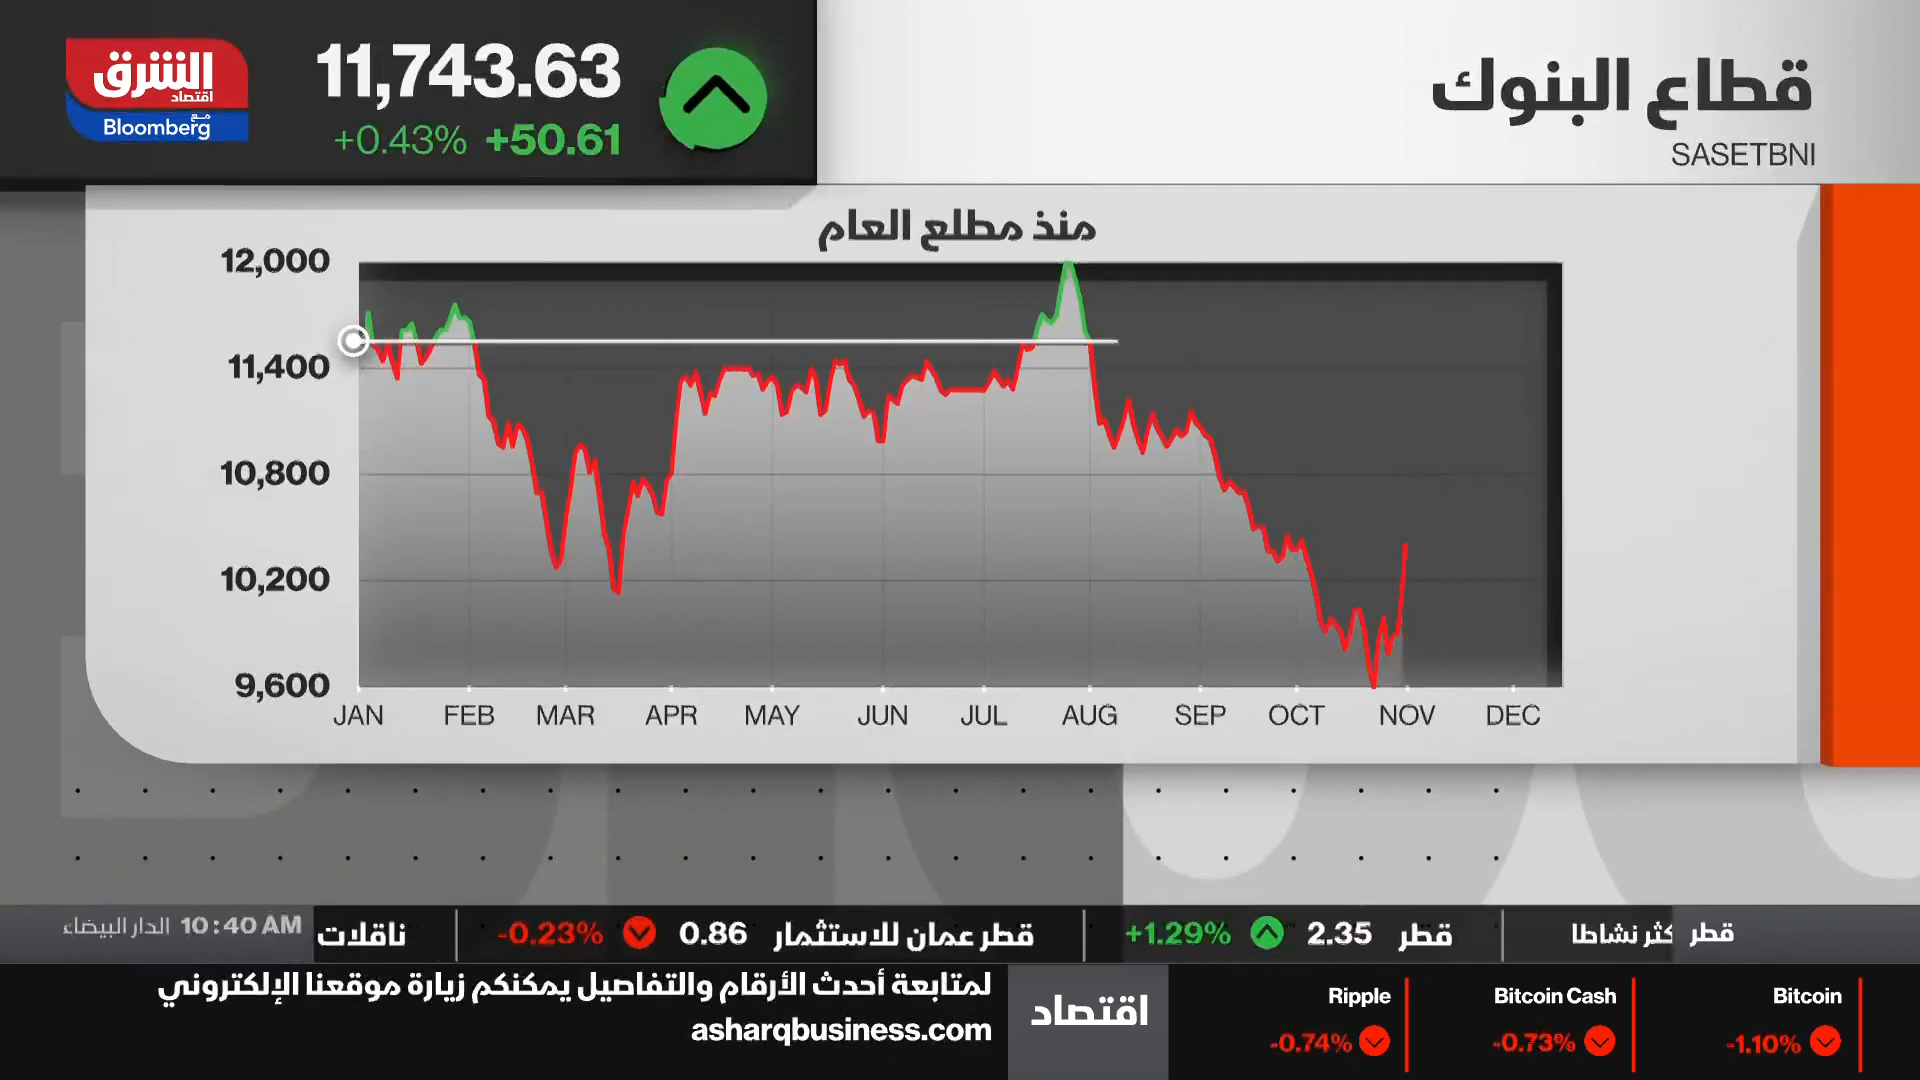 الشرق
اقتصاد
مع
Bloomberg
11,743.63
+0.43% +50.61
قطاع البنوك
SASETBNI
منذ مطلع العام
12,000
11,400
10,800
10,200
9,600
JAN FEB MAR APR MAY JUN JUL AUG SEP OCT NOV DEC
قطر كثر نشاطا
قطر 2.35 +1.29%
قطر عمان للاستثمار 0.86 -0.23%
ناقلات
10:40 AM الدار البيضاء
Bitcoin
-1.10%
Bitcoin Cash
-0.73%
Ripple
-0.74%
اقتصاد
لمتابعة أحدث الأرقام والتفاصيل يمكنكم زيارة موقعنا الإلكتروني
asharqbusiness.com